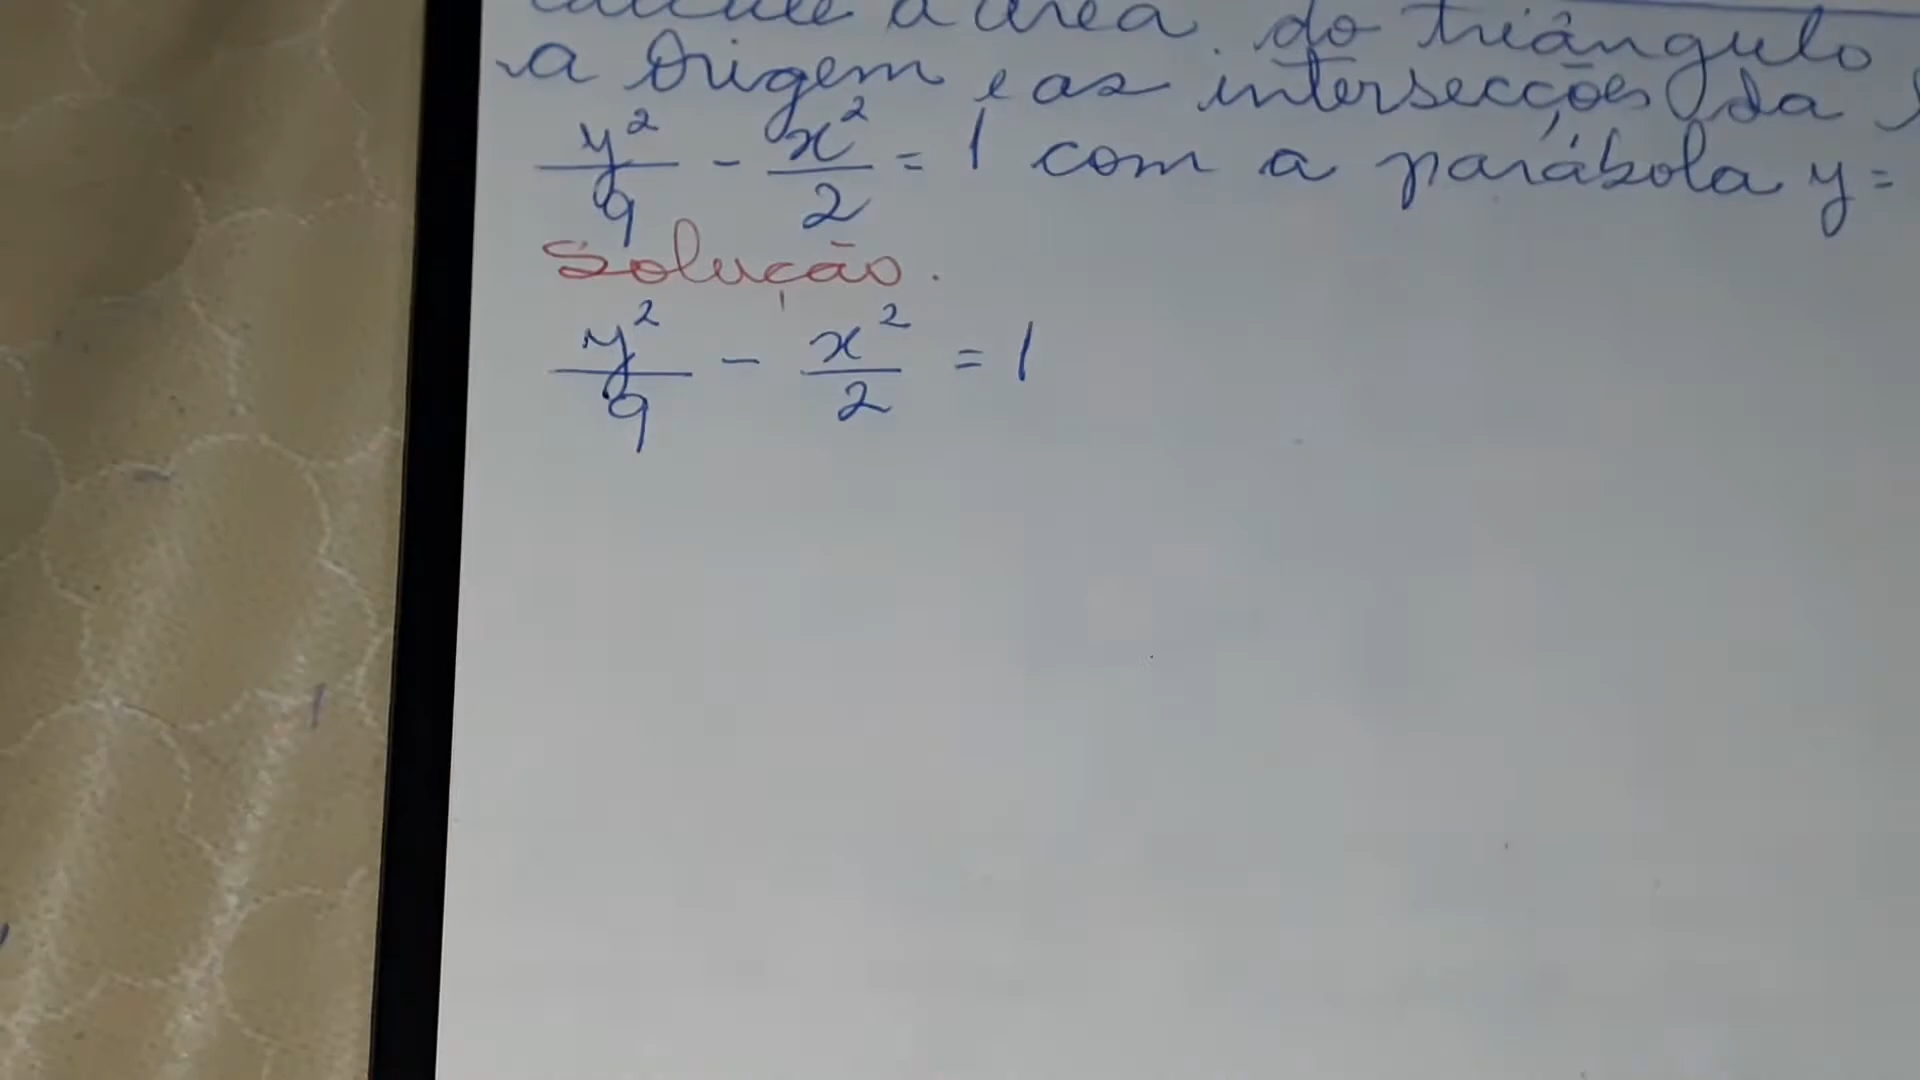 calcule a área do triângulo
a Origem e as intersecções da
y²/9 - x²/2 = 1 com a parábola y=
Solução.
y²/9 - x²/2 = 1